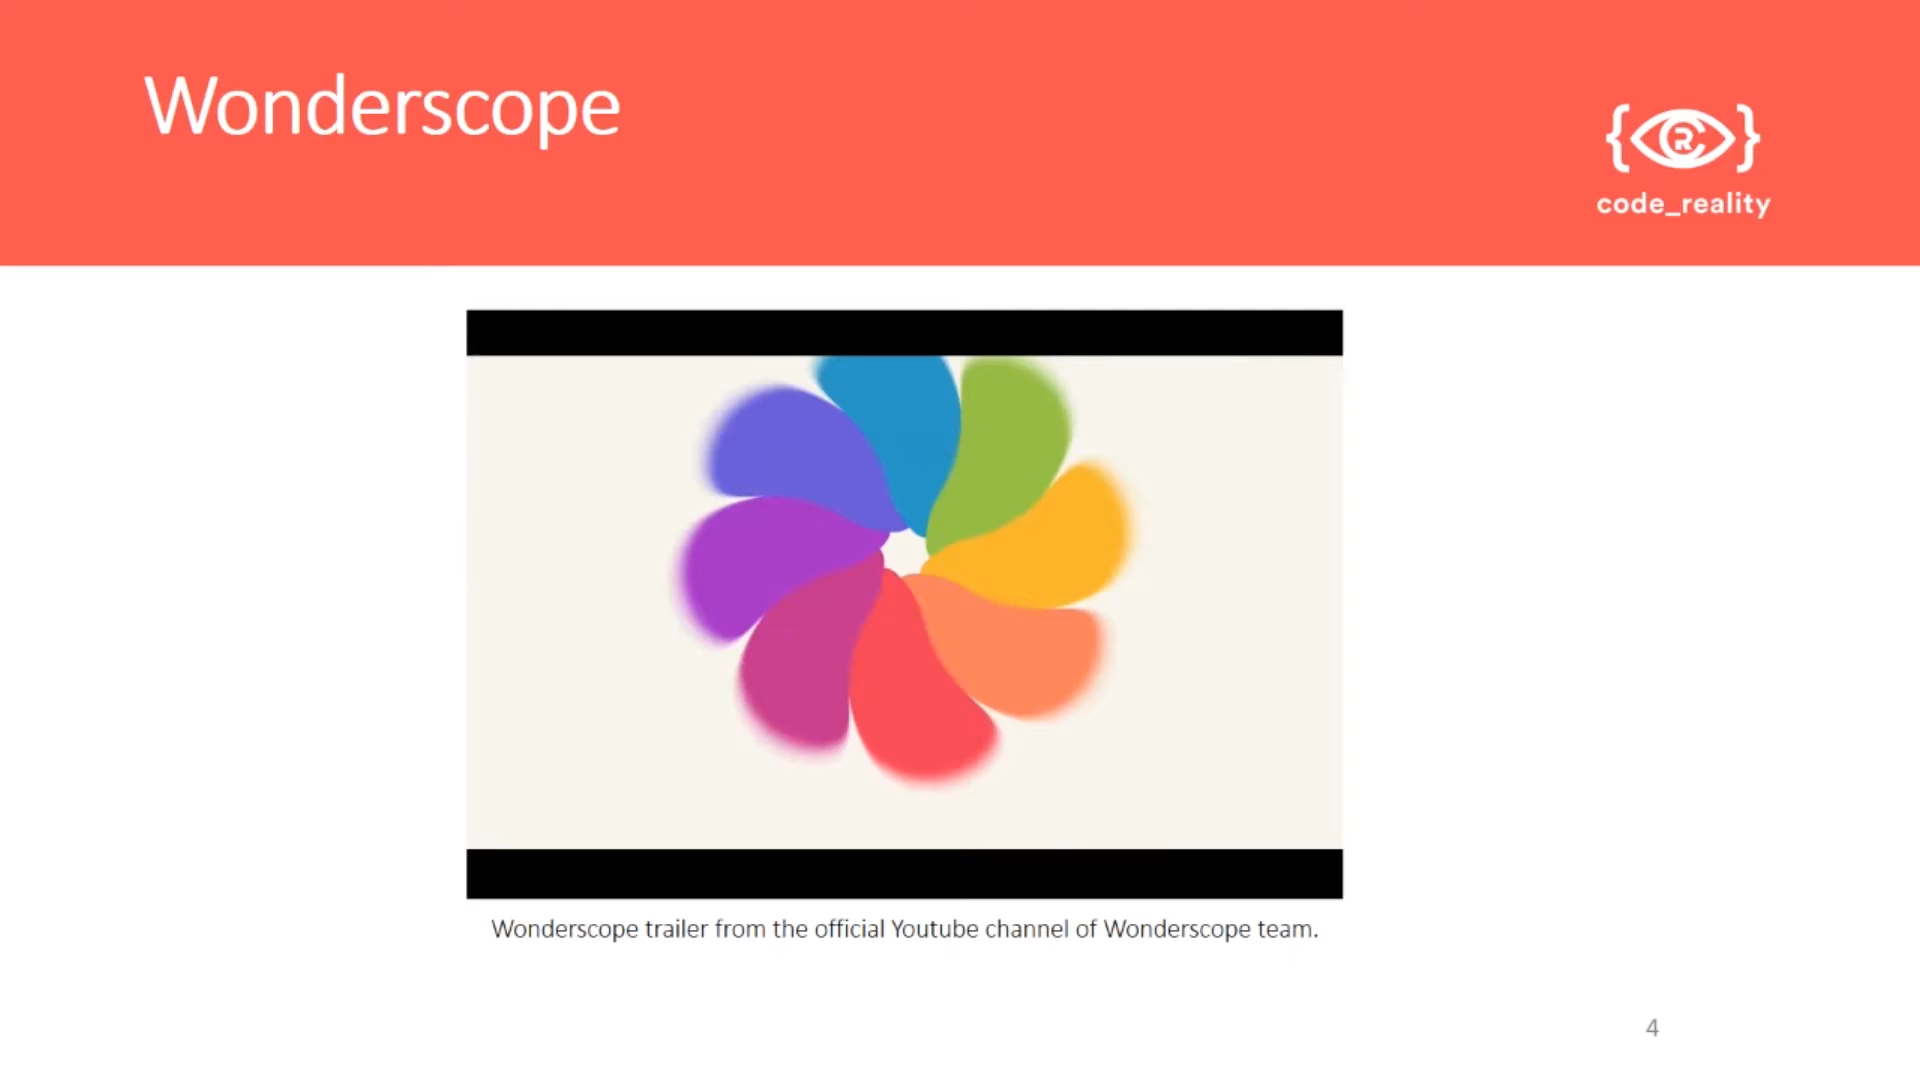 Wonderscope
{R}
code_reality
Wonderscope trailer from the official Youtube channel of Wonderscope team.
4